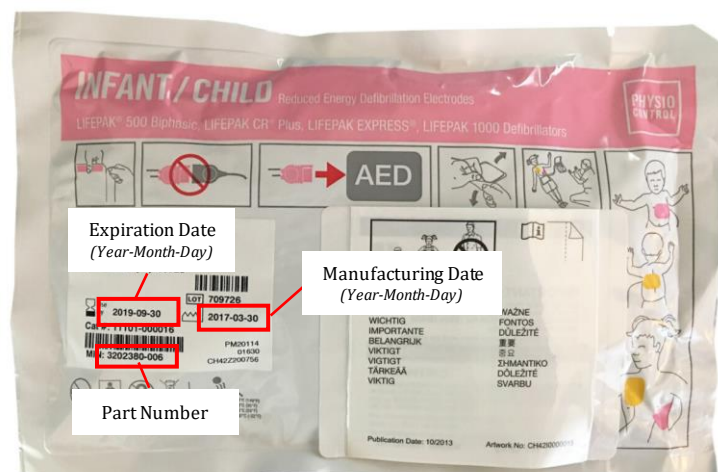 INFANT / CHILD Reduced Energy Defibrillation Electrodes
PHYSIO
CONTROL
LIFEPAK® 500 Biphasic, LIFEPAK CR® Plus, LIFEPAK EXPRESS®, LIFEPAK 1000 Defibrillators
AED
Expiration Date
(Year-Month-Day)
Manufacturing Date
(Year-Month-Day)
LOT 709726
2019-09-30
2017-03-30
Cat #: 11101-000016
MIN: 3202380-006
PM20114
01630
CH42Z200756
Part Number
WICHTIG
IMPORTANTE
BELANGRIJK
VIKTIGT
VIGTIGT
TÄRKEÄÄ
VIKTIG
WAŻNE
FONTOS
DŮLEŽITÉ
重要
중요
ΣΗΜΑΝΤΙΚΟ
DÔLEŽITÉ
SVARBU
Publication Date: 10/2013
Artwork No: